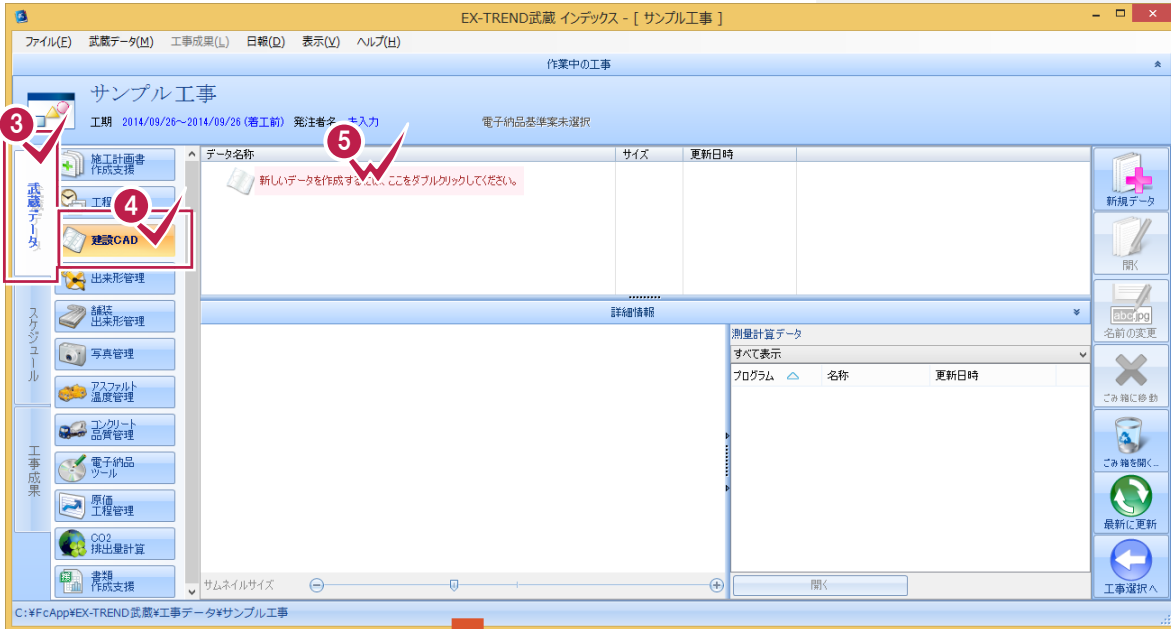 EX-TREND武蔵 インデックス - [ サンプル工事 ]
ファイル(F) 武蔵データ(M) 工事成果(L) 日報(D) 表示(V) ヘルプ(H)
作業中の工事
サンプル工事
工期 2014/09/26～2014/09/26 (着工前) 発注者名 未入力 電子納品基準案未選択
3
4
5
武蔵データ
スケジュール
工事成果
施工計画書
作成支援
工程
建設CAD
出来形管理
舗装
出来形管理
写真管理
アスファルト
温度管理
コンクリート
品質管理
電子納品
ツール
原価
工程管理
CO2
排出量計算
書類
作成支援
データ名称 サイズ 更新日時
新しいデータを作成する ここをダブルクリックしてください。
詳細情報
測量計算データ
すべて表示
プログラム 名称 更新日時
サムネイルサイズ
開く
新規データ
開く
abc.jpg
名前の変更
ごみ箱に移動
ごみ箱を開く...
最新に更新
工事選択へ
C:¥FcApp¥EX-TREND武蔵¥工事データ¥サンプル工事